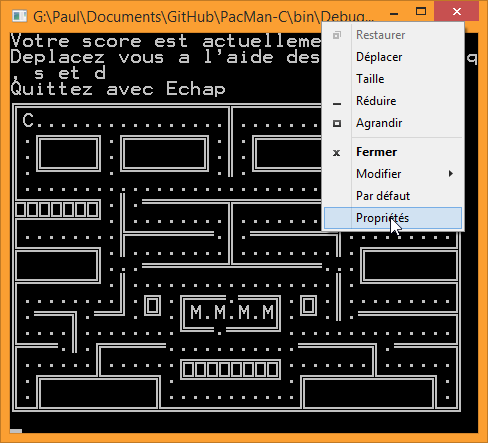 G:\Paul\Documents\GitHub\PacMan-C\bin\Debug...
Votre score est actuelleme
Deplacez vous a l'aide des
q
, s et d
Quittez avec Echap
C
M.M.M.M
Restaurer
Déplacer
Taille
Réduire
Agrandir
x Fermer
Modifier
Par défaut
Propriétés